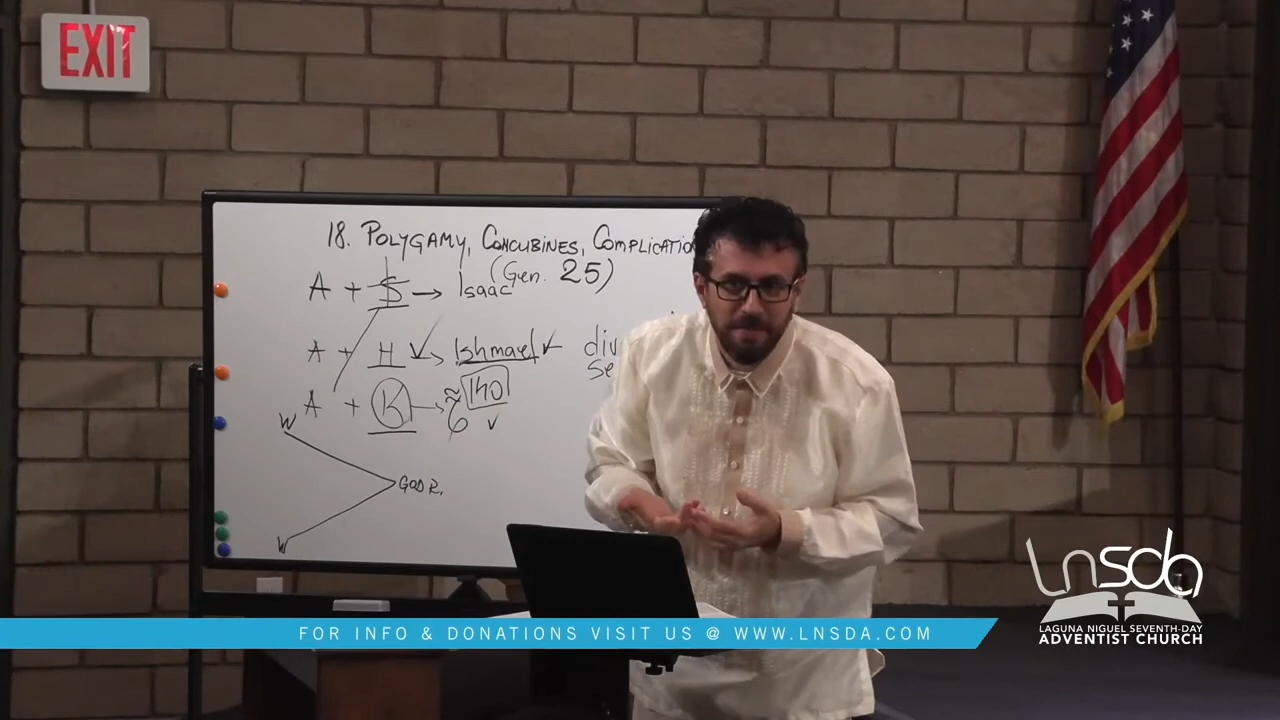 EXIT
18. POLYGAMY, CONCUBINES, COMPLICATIO
(Gen. 25)
A + S → Isaac
A + H ✓→ Ishmael ✓ div
se
A + K → ≈6 140 ✓
W
GOD R.
W
FOR INFO & DONATIONS VISIT US @ WWW.LNSDA.COM
LNSDA
LAGUNA NIGUEL SEVENTH-DAY
ADVENTIST CHURCH